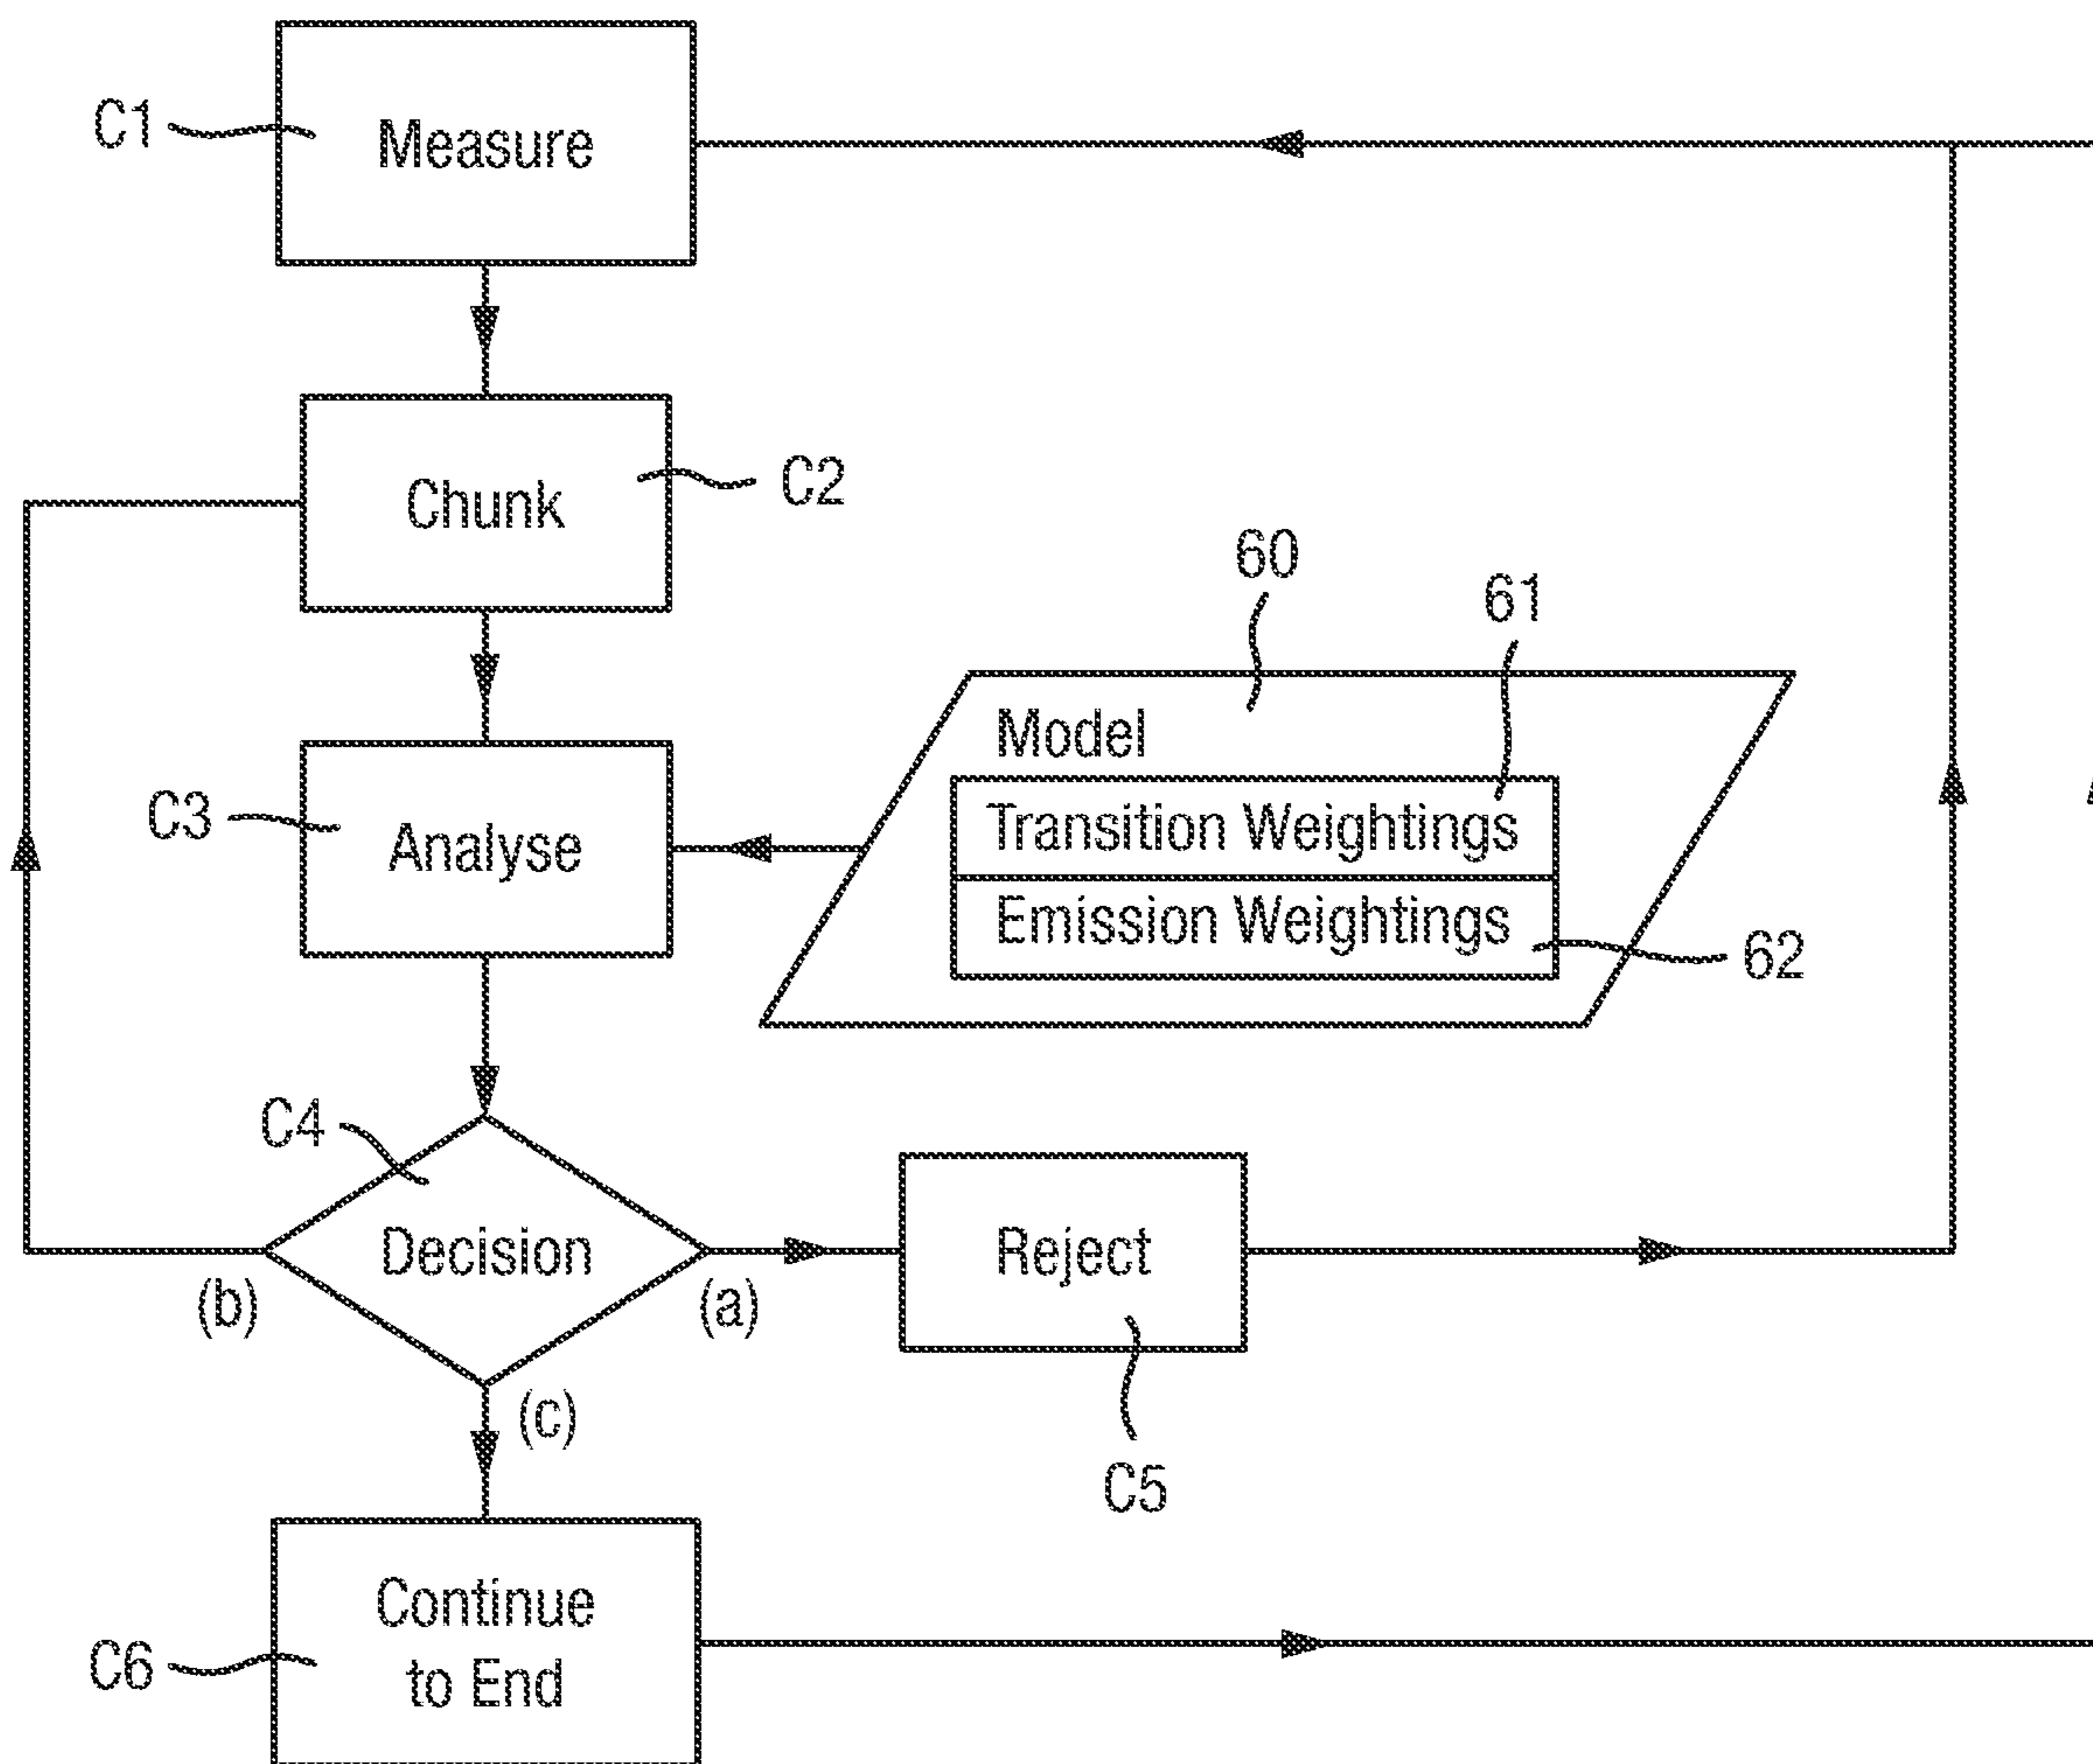 C1
Measure
Chunk
C2
60
61
Model
Transition Weightings
C3
Analyse
Emission Weightings
62
C4
Decision
Reject
(b)
(a)
(c)
C5
Continue
to End
C6